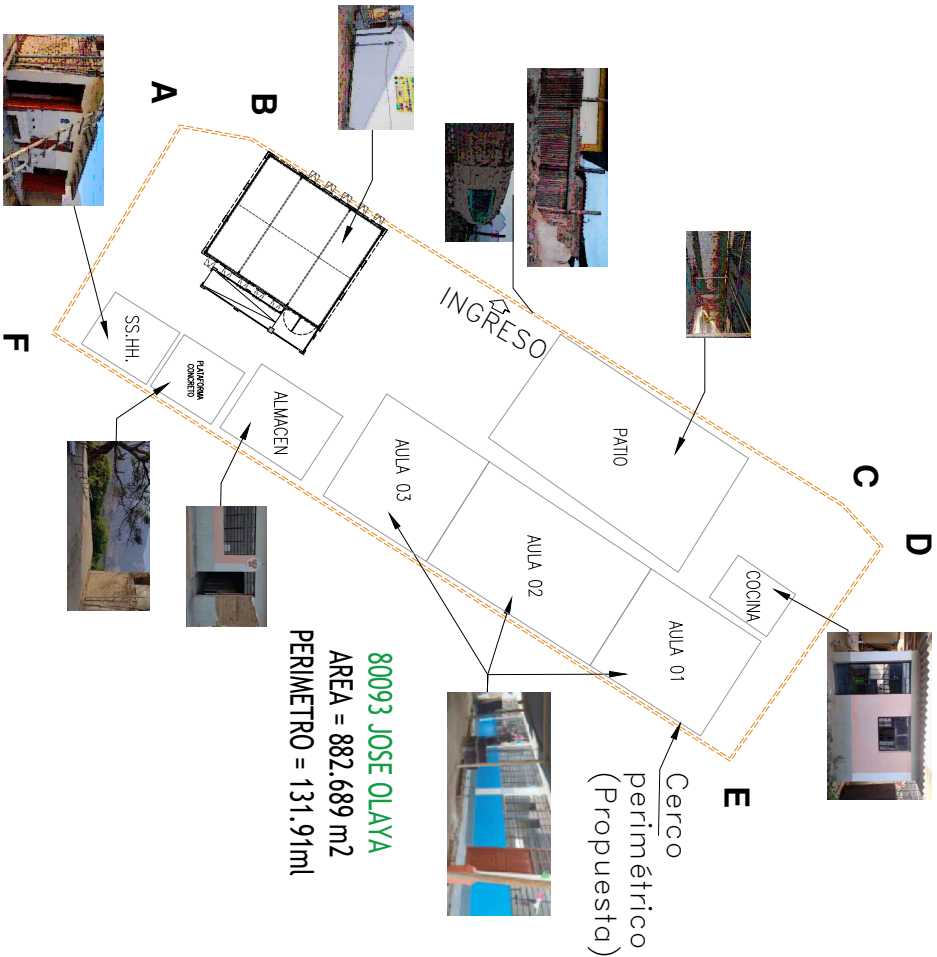 A
B
C
D
E
F
INGRESO
SS.HH.
PLATAFORMA
CONCRETO
ALMACEN
AULA 03
AULA 02
AULA 01
PATIO
COCINA
Cerco
perimétrico
(Propuesta)
80093 JOSE OLAYA
AREA = 882.689 m2
PERIMETRO = 131.91ml